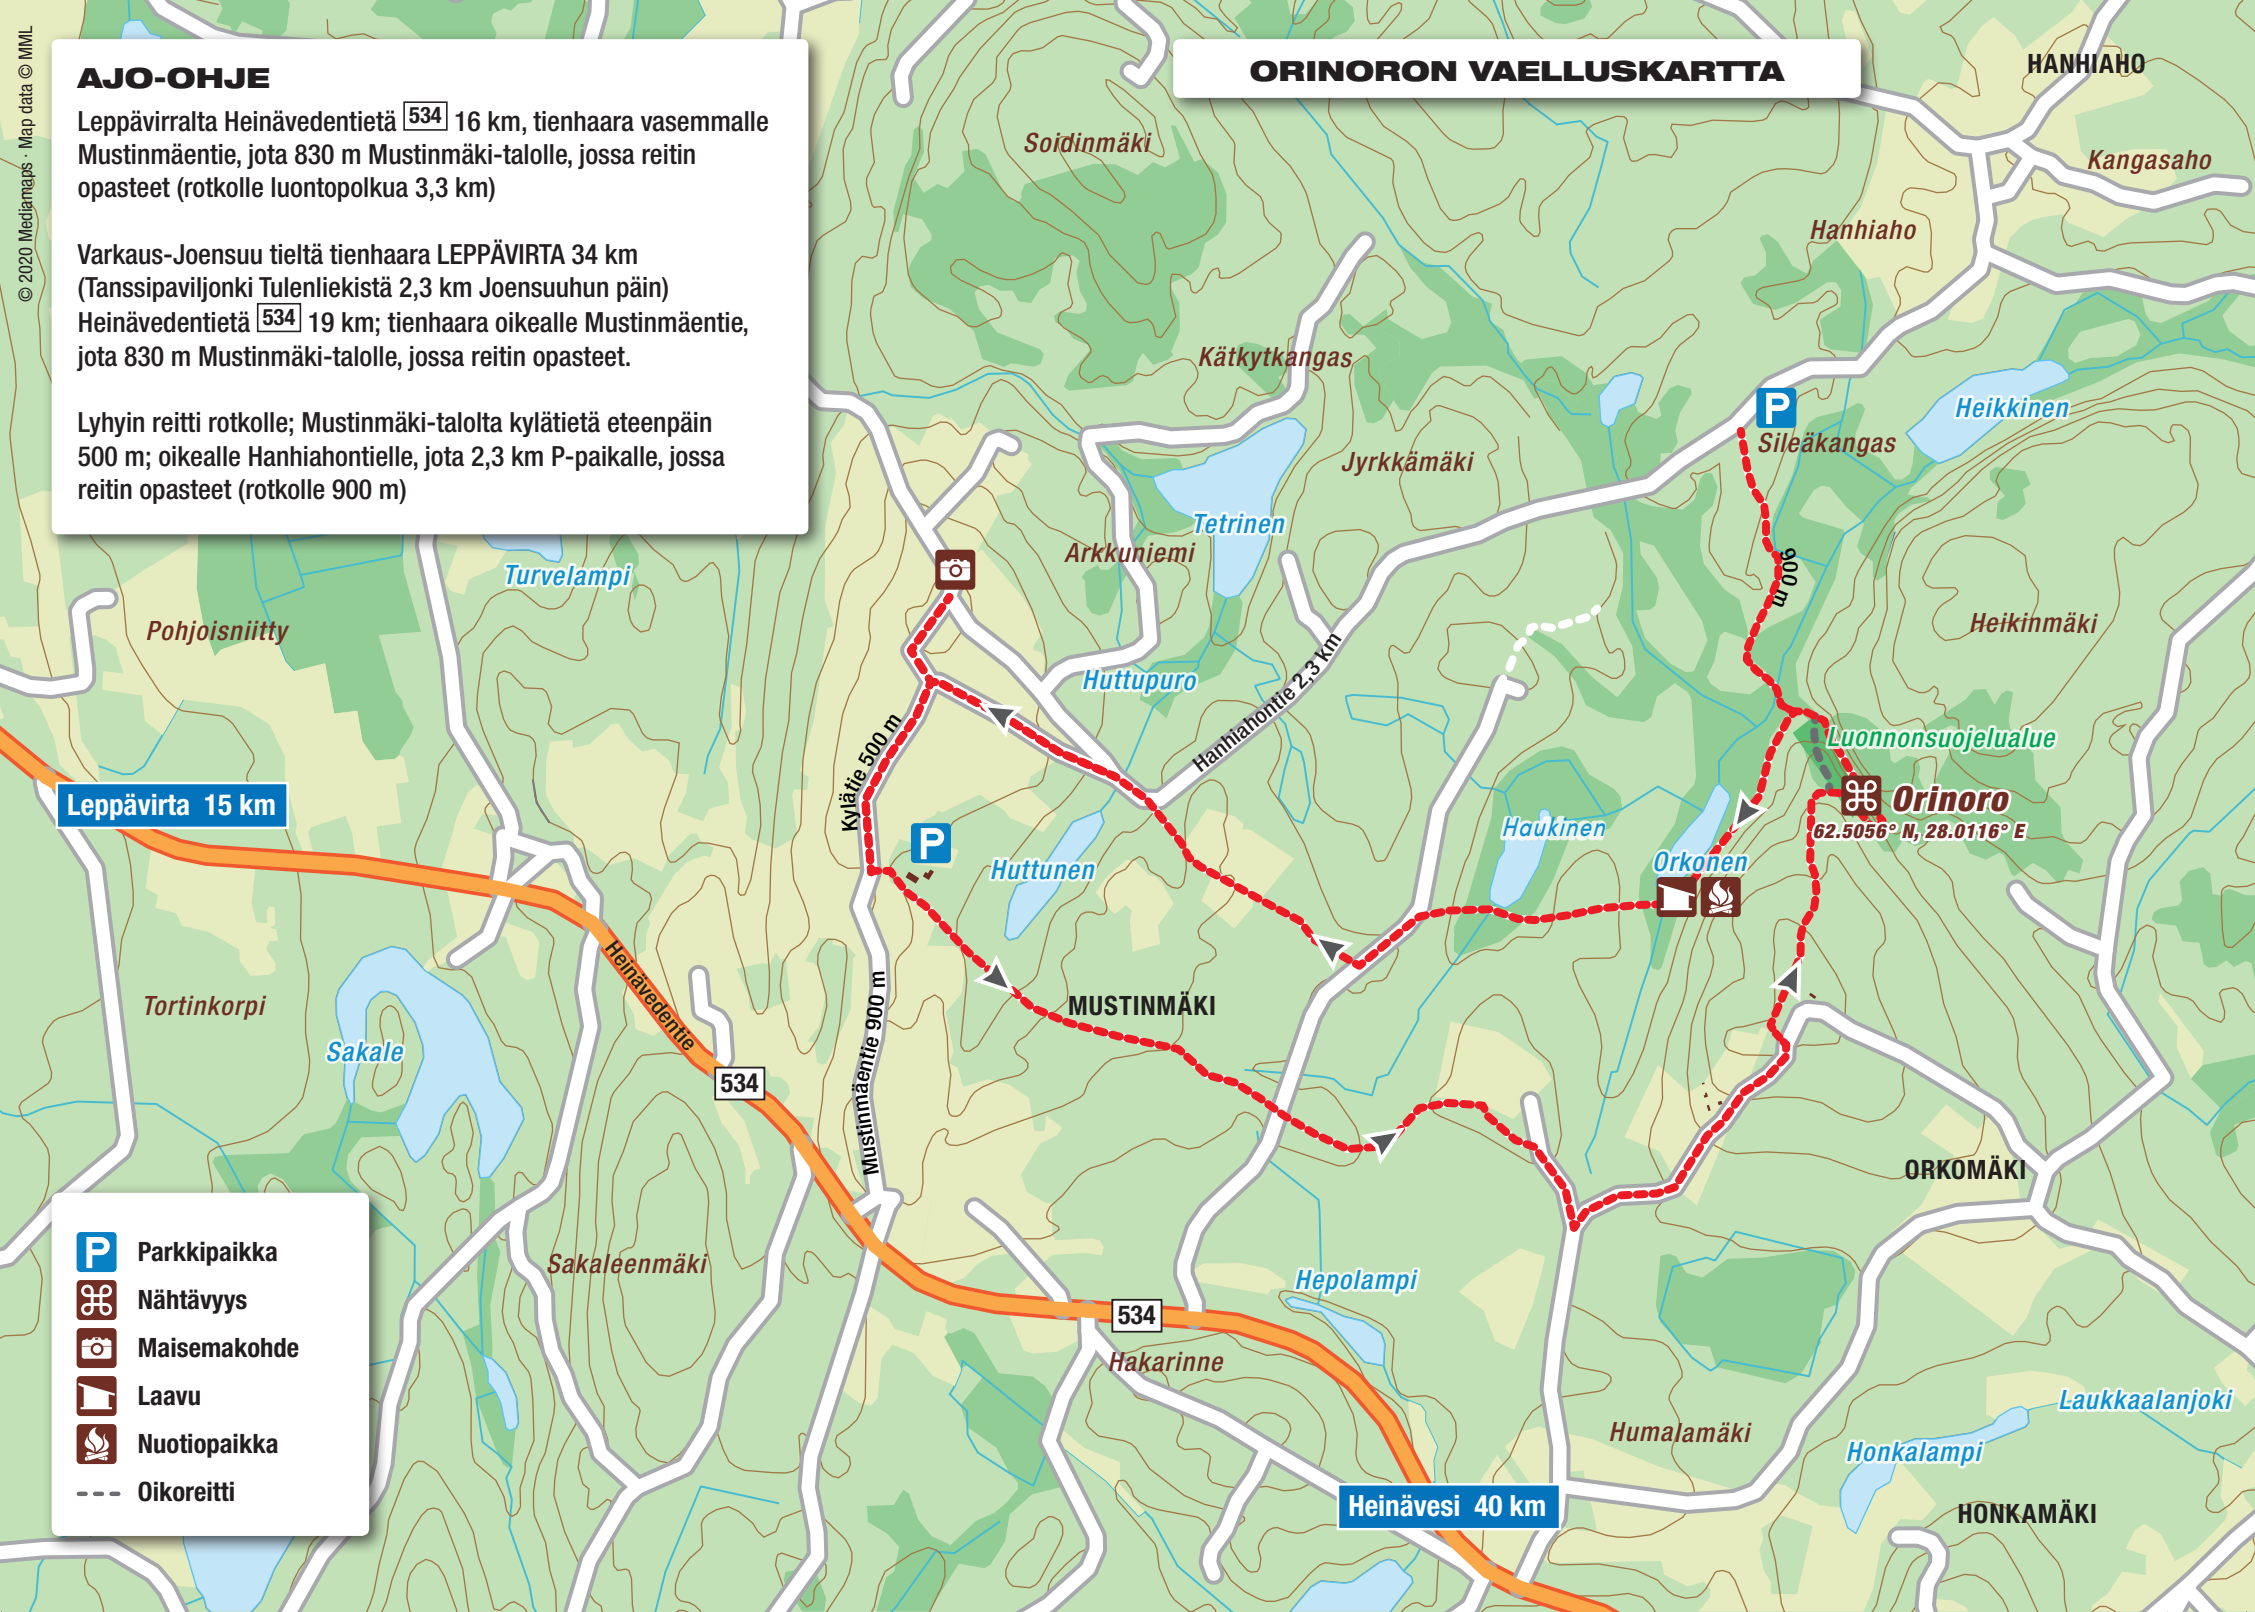 © 2020 Mediamaps · Map data © MML
AJO-OHJE
Leppävirralta Heinävedentietä 534 16 km, tienhaara vasemmalle
Mustinmäentie, jota 830 m Mustinmäki-talolle, jossa reitin
opasteet (rotkolle luontopolkua 3,3 km)
Varkaus-Joensuu tieltä tienhaara LEPPÄVIRTA 34 km
(Tanssipaviljonki Tulenliekistä 2,3 km Joensuuhun päin)
Heinävedentietä 534 19 km; tienhaara oikealle Mustinmäentie,
jota 830 m Mustinmäki-talolle, jossa reitin opasteet.
Lyhyin reitti rotkolle; Mustinmäki-talolta kylätietä eteenpäin
500 m; oikealle Hanhiahontielle, jota 2,3 km P-paikalle, jossa
reitin opasteet (rotkolle 900 m)
ORINORON VAELLUSKARTTA
HANHIAHO
Soidinmäki
Kangasaho
Hanhiaho
Kätkytkangas
P
Heikkinen
Sileäkangas
Jyrkkämäki
Tetrinen
Arkkuniemi
Turvelampi
900 m
Pohjoisniitty
Heikinmäki
Hanhiahontie 2,3 km
Huttupuro
Luonnonsuojelualue
Kylätie 500 m
Leppävirta 15 km
Orinoro
62.5056° N, 28.0116° E
Haukinen
P
Huttunen
Orkonen
Heinävedentie
Tortinkorpi
MUSTINMÄKI
Sakale
Mustinmäentie 900 m
534
ORKOMÄKI
Sakaleenmäki
Hepolampi
534
Hakarinne
Laukkaalanjoki
Humalamäki
Honkalampi
Heinävesi 40 km
HONKAMÄKI
P Parkkipaikka
Nähtävyys
Maisemakohde
Laavu
Nuotiopaikka
Oikoreitti